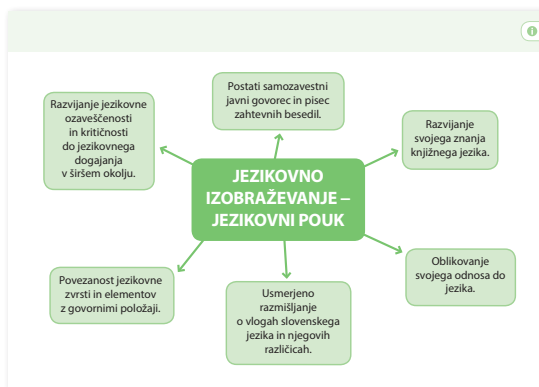 Postati samozavestni
javni govorec in pisec
zahtevnih besedil.
Razvijanje jezikovne
ozaveščenosti
in kritičnosti
do jezikovnega
dogajanja
v širšem okolju.
Razvijanje
svojega znanja
knjižnega jezika.
JEZIKOVNO
IZOBRAŽEVANJE –
JEZIKOVNI POUK
Povezanost jezikovne
zvrsti in elementov
z govornimi položaji.
Usmerjeno
razmišljanje
o vlogah slovenskega
jezika in njegovih
različicah.
Oblikovanje
svojega odnosa do
jezika.